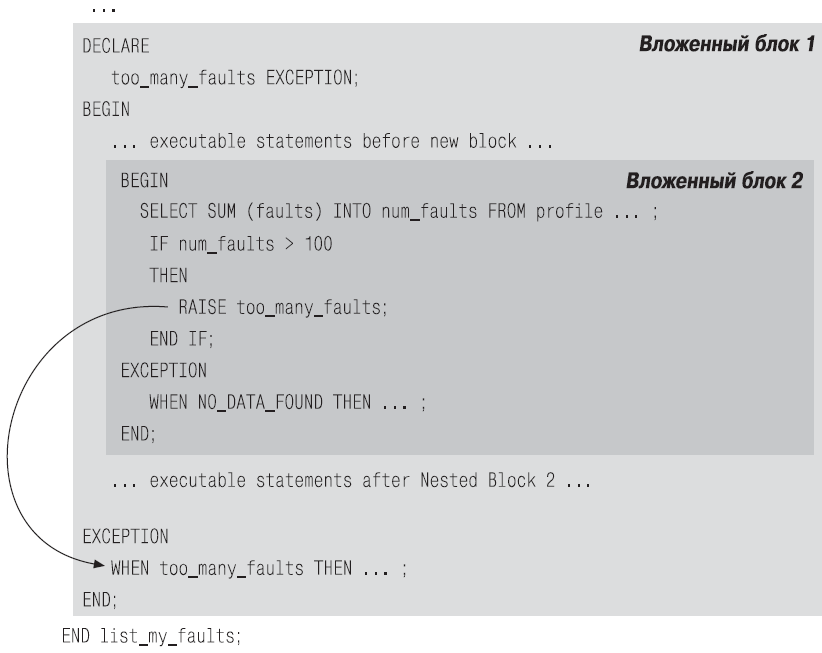 ...
DECLARE Вложенный блок 1
too_many_faults EXCEPTION;
BEGIN
... executable statements before new block ...
BEGIN Вложенный блок 2
SELECT SUM (faults) INTO num_faults FROM profile ... ;
IF num_faults > 100
THEN
RAISE too_many_faults;
END IF;
EXCEPTION
WHEN NO_DATA_FOUND THEN ... ;
END;
... executable statements after Nested Block 2 ...
EXCEPTION
WHEN too_many_faults THEN ... ;
END;
END list_my_faults;